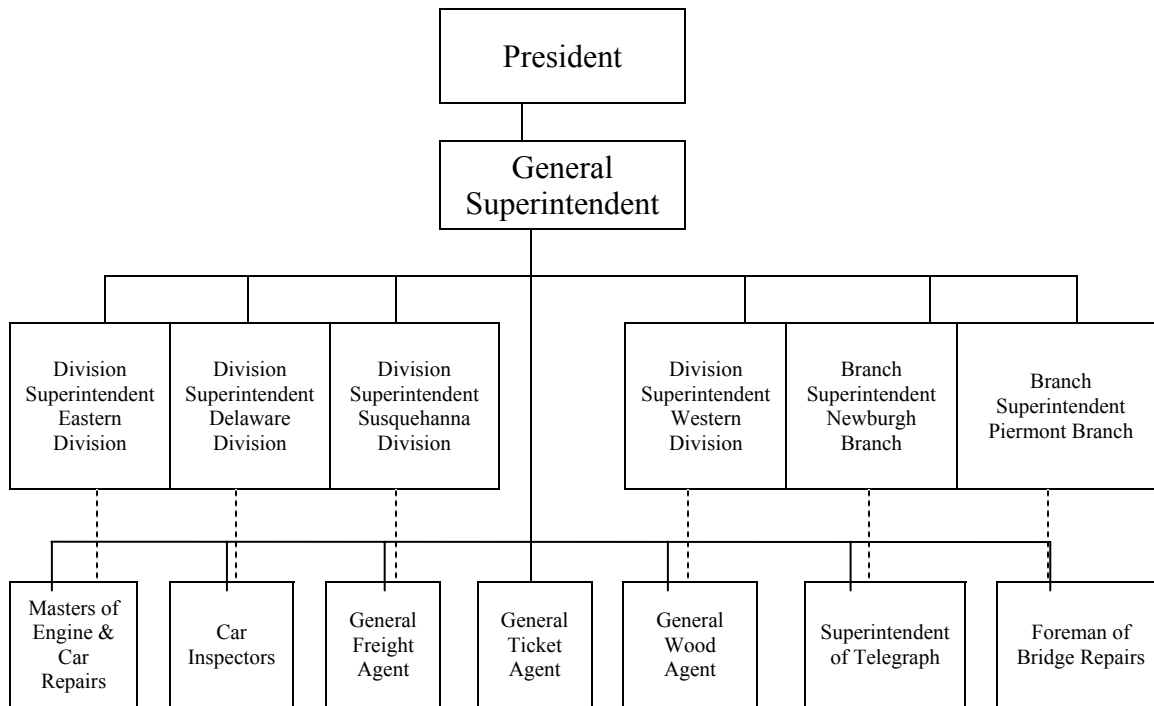 President
General
Superintendent
Division
Superintendent
Eastern
Division
Division
Superintendent
Delaware
Division
Division
Superintendent
Susquehanna
Division
Division
Superintendent
Western
Division
Branch
Superintendent
Newburgh
Branch
Branch
Superintendent
Piermont Branch
Masters of
Engine &
Car
Repairs
Car
Inspectors
General
Freight
Agent
General
Ticket
Agent
General
Wood
Agent
Superintendent
of Telegraph
Foreman of
Bridge Repairs